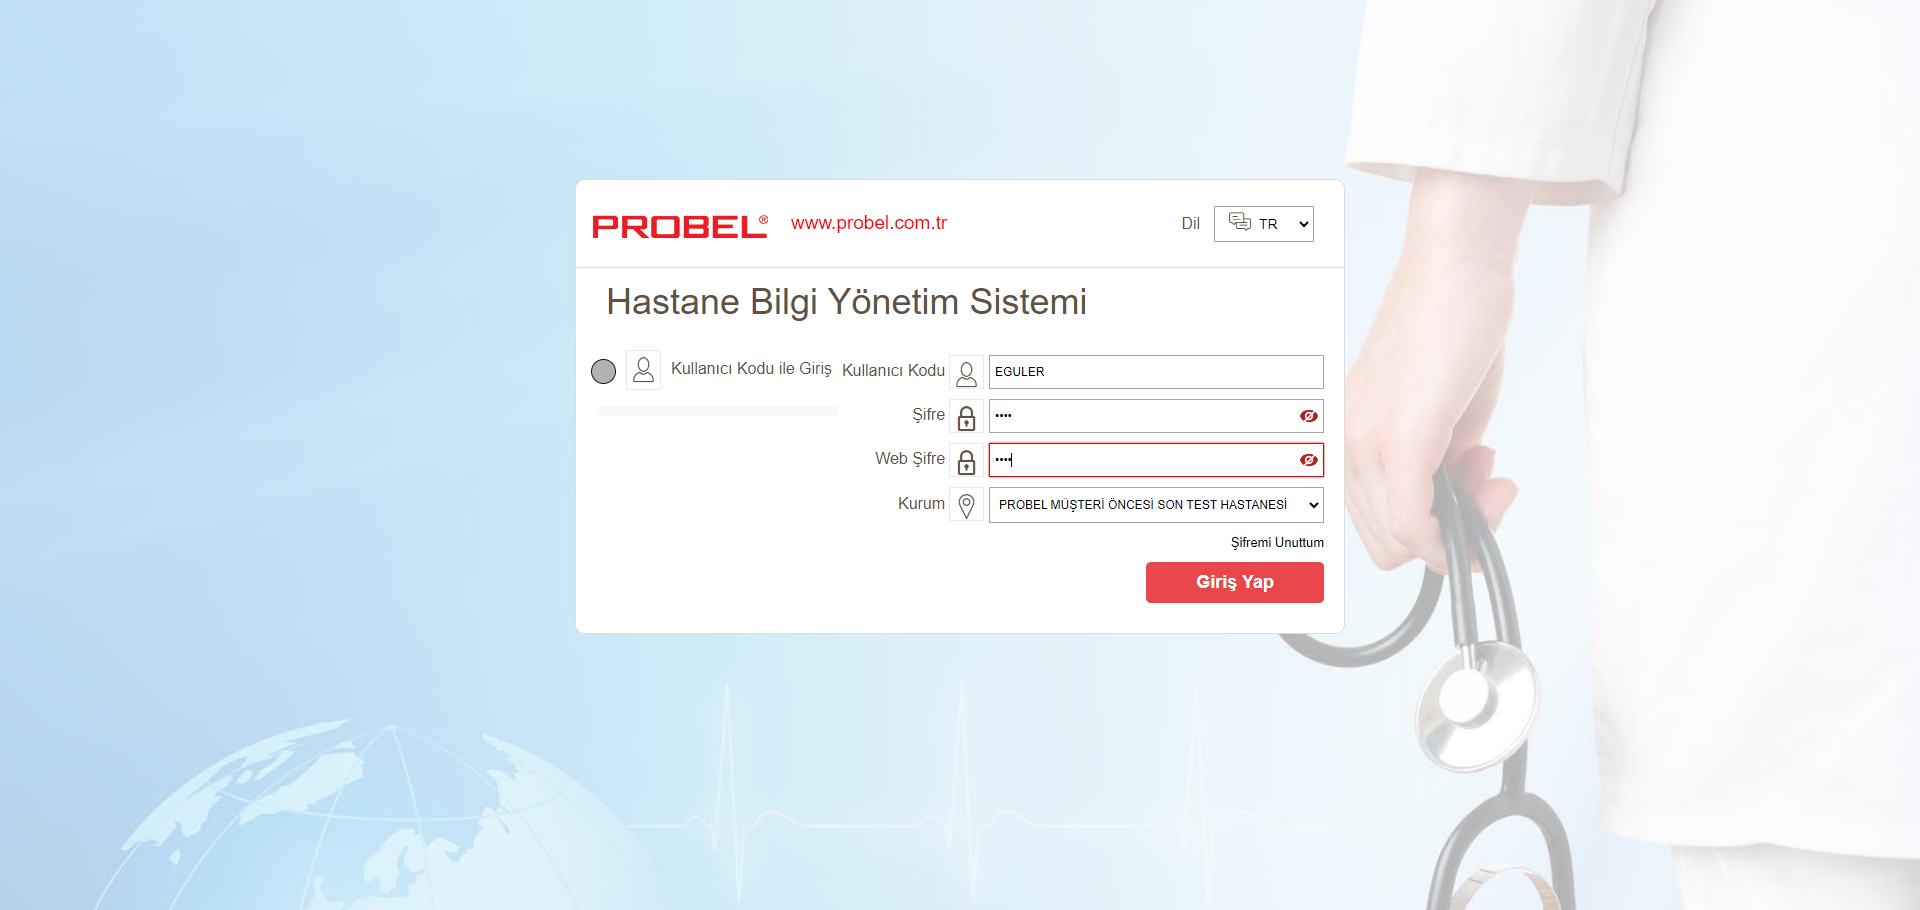 PROBEL®
www.probel.com.tr
Dil
TR
Hastane Bilgi Yönetim Sistemi
Kullanıcı Kodu ile Giriş
Kullanıcı Kodu
EGULER
Şifre
••••
Web Şifre
••••
Kurum
PROBEL MÜŞTERİ ÖNCESİ SON TEST HASTANESİ
Şifremi Unuttum
Giriş Yap